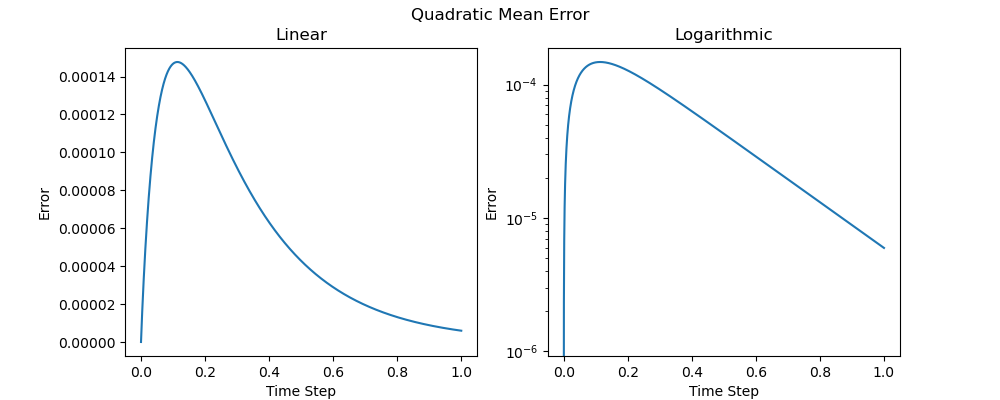 Quadratic Mean Error
Linear
Error
0.00014
0.00012
0.00010
0.00008
0.00006
0.00004
0.00002
0.00000
0.0 0.2 0.4 0.6 0.8 1.0
Time Step
Logarithmic
Error
10⁻⁴
10⁻⁵
10⁻⁶
0.0 0.2 0.4 0.6 0.8 1.0
Time Step